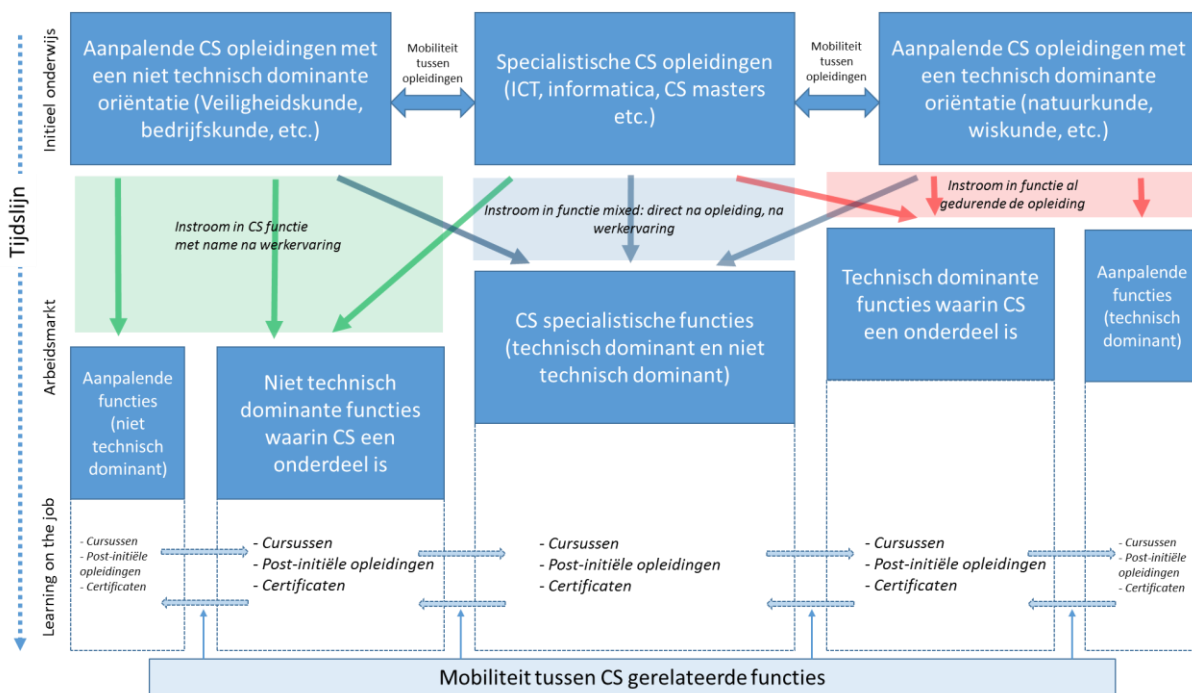 Tijdslijn
Initieel onderwijs
Aanpalende CS opleidingen met
een niet technisch dominante
oriëntatie (Veiligheidskunde,
bedrijfskunde, etc.)
Mobiliteit
tussen
opleidingen
Specialistische CS opleidingen
(ICT, informatica, CS masters
etc.)
Mobiliteit
tussen
opleidingen
Aanpalende CS opleidingen met
een technisch dominante
oriëntatie (natuurkunde,
wiskunde, etc.)
Instroom in CS functie
met name na werkervaring
Instroom in functie mixed: direct na opleiding, na
werkervaring
Instroom in functie al
gedurende de opleiding
Arbeidsmarkt
Aanpalende
functies
(niet
technisch
dominant)
Niet technisch
dominante functies
waarin CS een
onderdeel is
CS specialistische functies
(technisch dominant en niet
technisch dominant)
Technisch dominante
functies waarin CS
een onderdeel is
Aanpalende
functies
(technisch
dominant)
Learning on the job
- Cursussen
- Post-initiële
opleidingen
- Certificaten
- Cursussen
- Post-initiële opleidingen
- Certificaten
- Cursussen
- Post-initiële opleidingen
- Certificaten
- Cursussen
- Post-initiële opleidingen
- Certificaten
- Cursussen
- Post-initiële
opleidingen
- Certificaten
Mobiliteit tussen CS gerelateerde functies